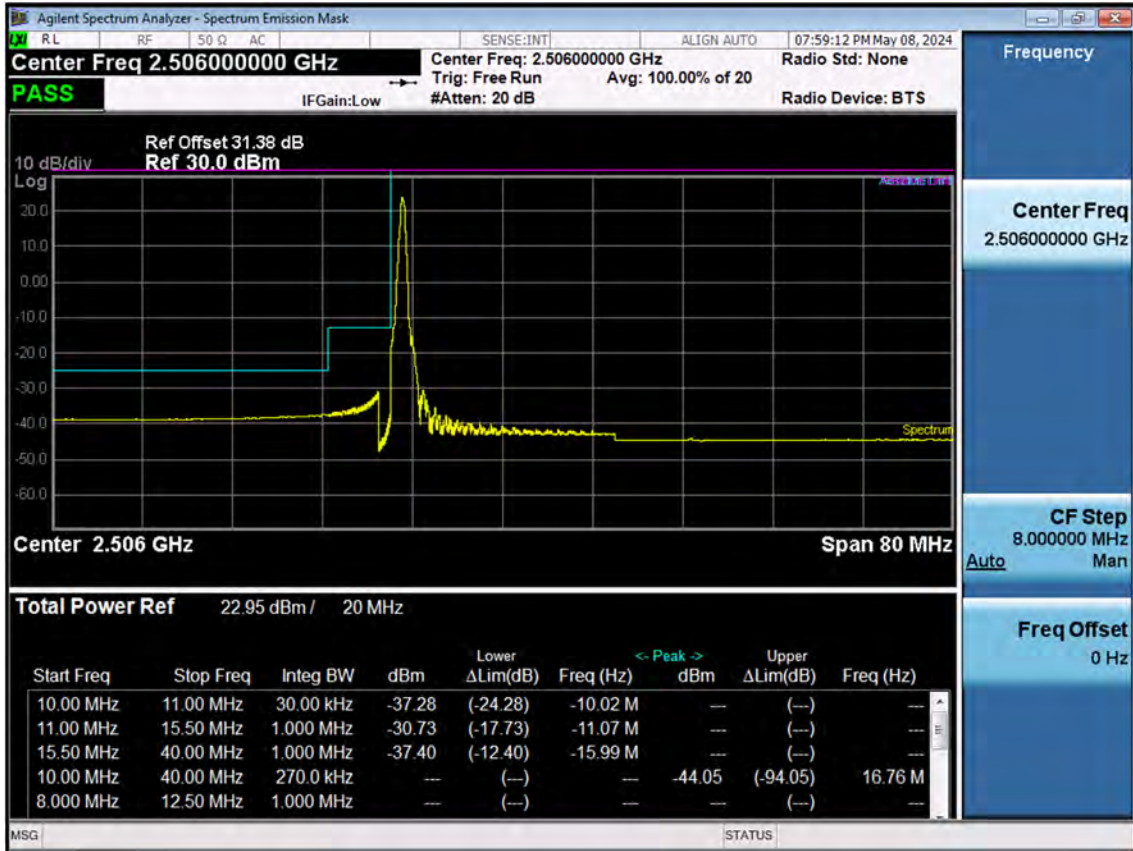 Agilent Spectrum Analyzer - Spectrum Emission Mask
LXI RL RF 50 Ω AC SENSE:INT ALIGN AUTO 07:59:12 PM May 08, 2024
Center Freq 2.506000000 GHz Center Freq: 2.506000000 GHz Radio Std: None
Trig: Free Run Avg: 100.00% of 20
PASS IFGain:Low #Atten: 20 dB Radio Device: BTS
Ref Offset 31.38 dB
10 dB/div Ref 30.0 dBm
Log
Absolute Limit
20.0
10.0
0.00
-10.0
-20.0
-30.0
-40.0
Spectrum
-50.0
-60.0
Center 2.506 GHz Span 80 MHz
Total Power Ref 22.95 dBm / 20 MHz
Lower <- Peak -> Upper
Start Freq Stop Freq Integ BW dBm ΔLim(dB) Freq (Hz) dBm ΔLim(dB) Freq (Hz)
10.00 MHz 11.00 MHz 30.00 kHz -37.28 (-24.28) -10.02 M --- (---) ---
11.00 MHz 15.50 MHz 1.000 MHz -30.73 (-17.73) -11.07 M --- (---) ---
15.50 MHz 40.00 MHz 1.000 MHz -37.40 (-12.40) -15.99 M --- (---) ---
10.00 MHz 40.00 MHz 270.0 kHz --- (---) --- -44.05 (-94.05) 16.76 M
8.000 MHz 12.50 MHz 1.000 MHz --- (---) --- --- (---) ---
MSG STATUS
Frequency
Center Freq
2.506000000 GHz
CF Step
8.000000 MHz
Auto Man
Freq Offset
0 Hz